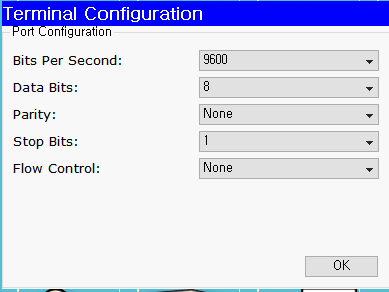 Terminal Configuration
Port Configuration
Bits Per Second: 9600
Data Bits: 8
Parity: None
Stop Bits: 1
Flow Control: None
OK